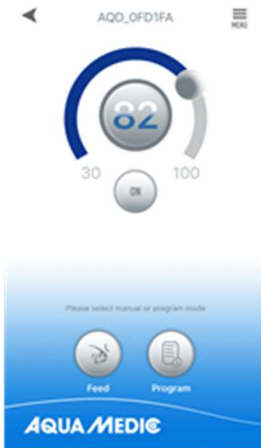 AQD_0FD1FA
MENU
82
30
100
ON
Please select manual or program mode
Feed
Program
AQUA MEDIC